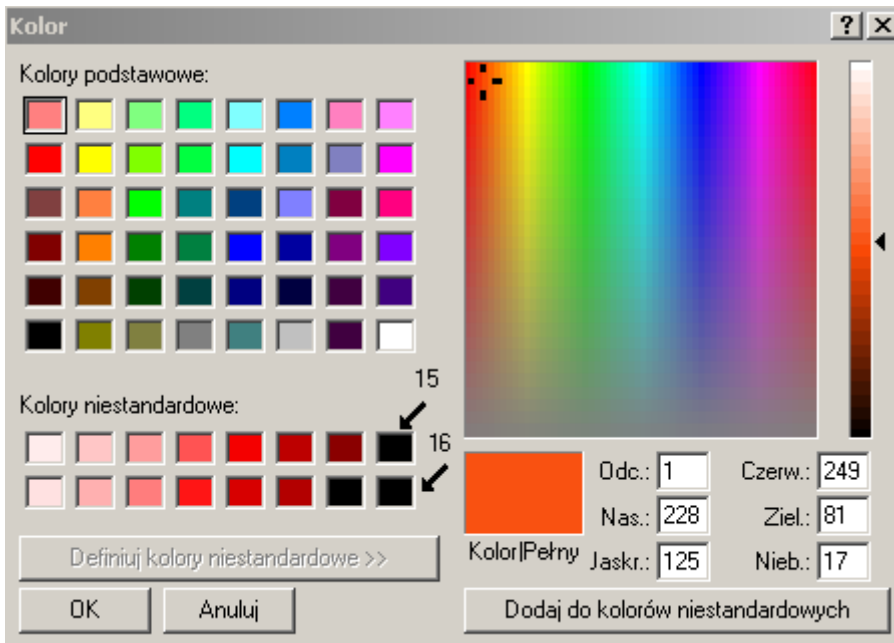 Kolor
Kolory podstawowe:
15
Kolory niestandardowe:
16
Definiuj kolory niestandardowe >>
OK Anuluj
Kolor|Pełny
Odc.: 1 Czerw.: 249
Nas.: 228 Ziel.: 81
Jaskr.: 125 Nieb.: 17
Dodaj do kolorów niestandardowych